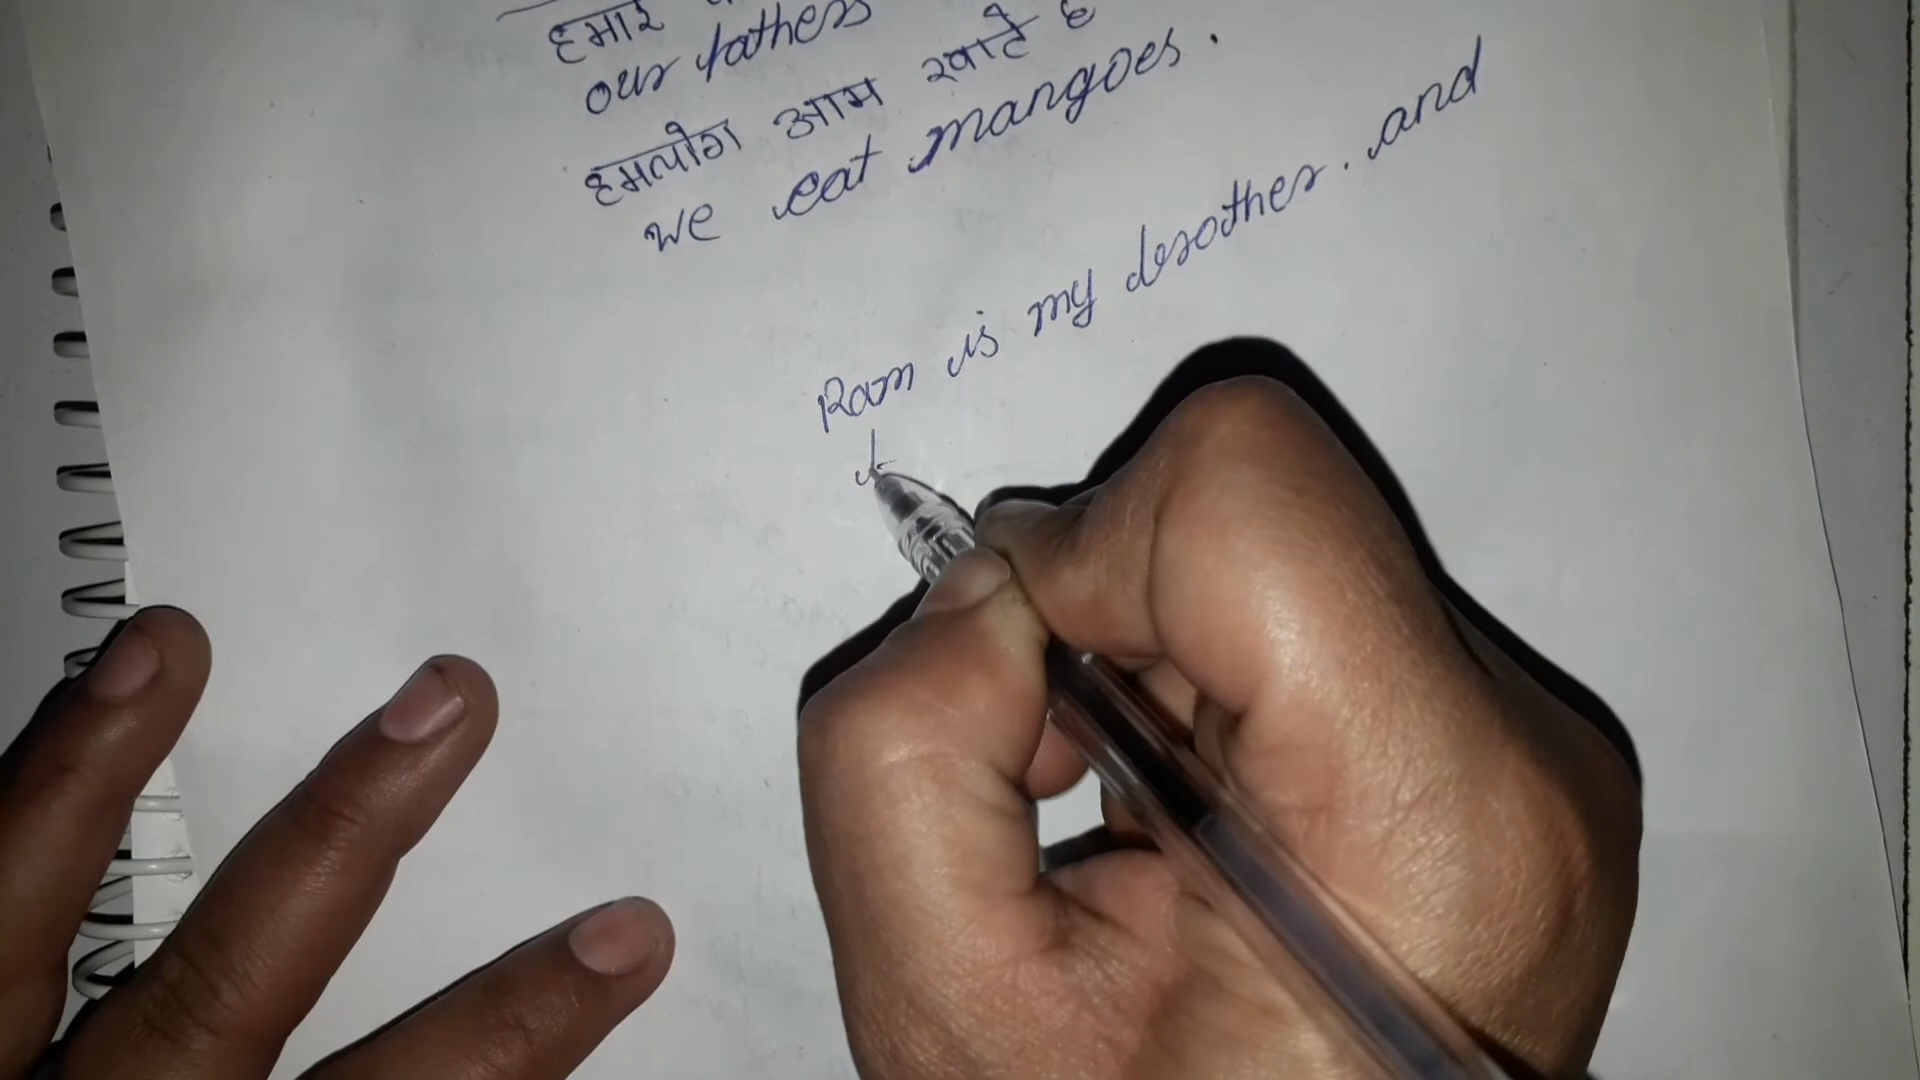 हमारे
our fathers
हमलोग आम खाटे है
we eat mangoes.
Ram is my brother. and